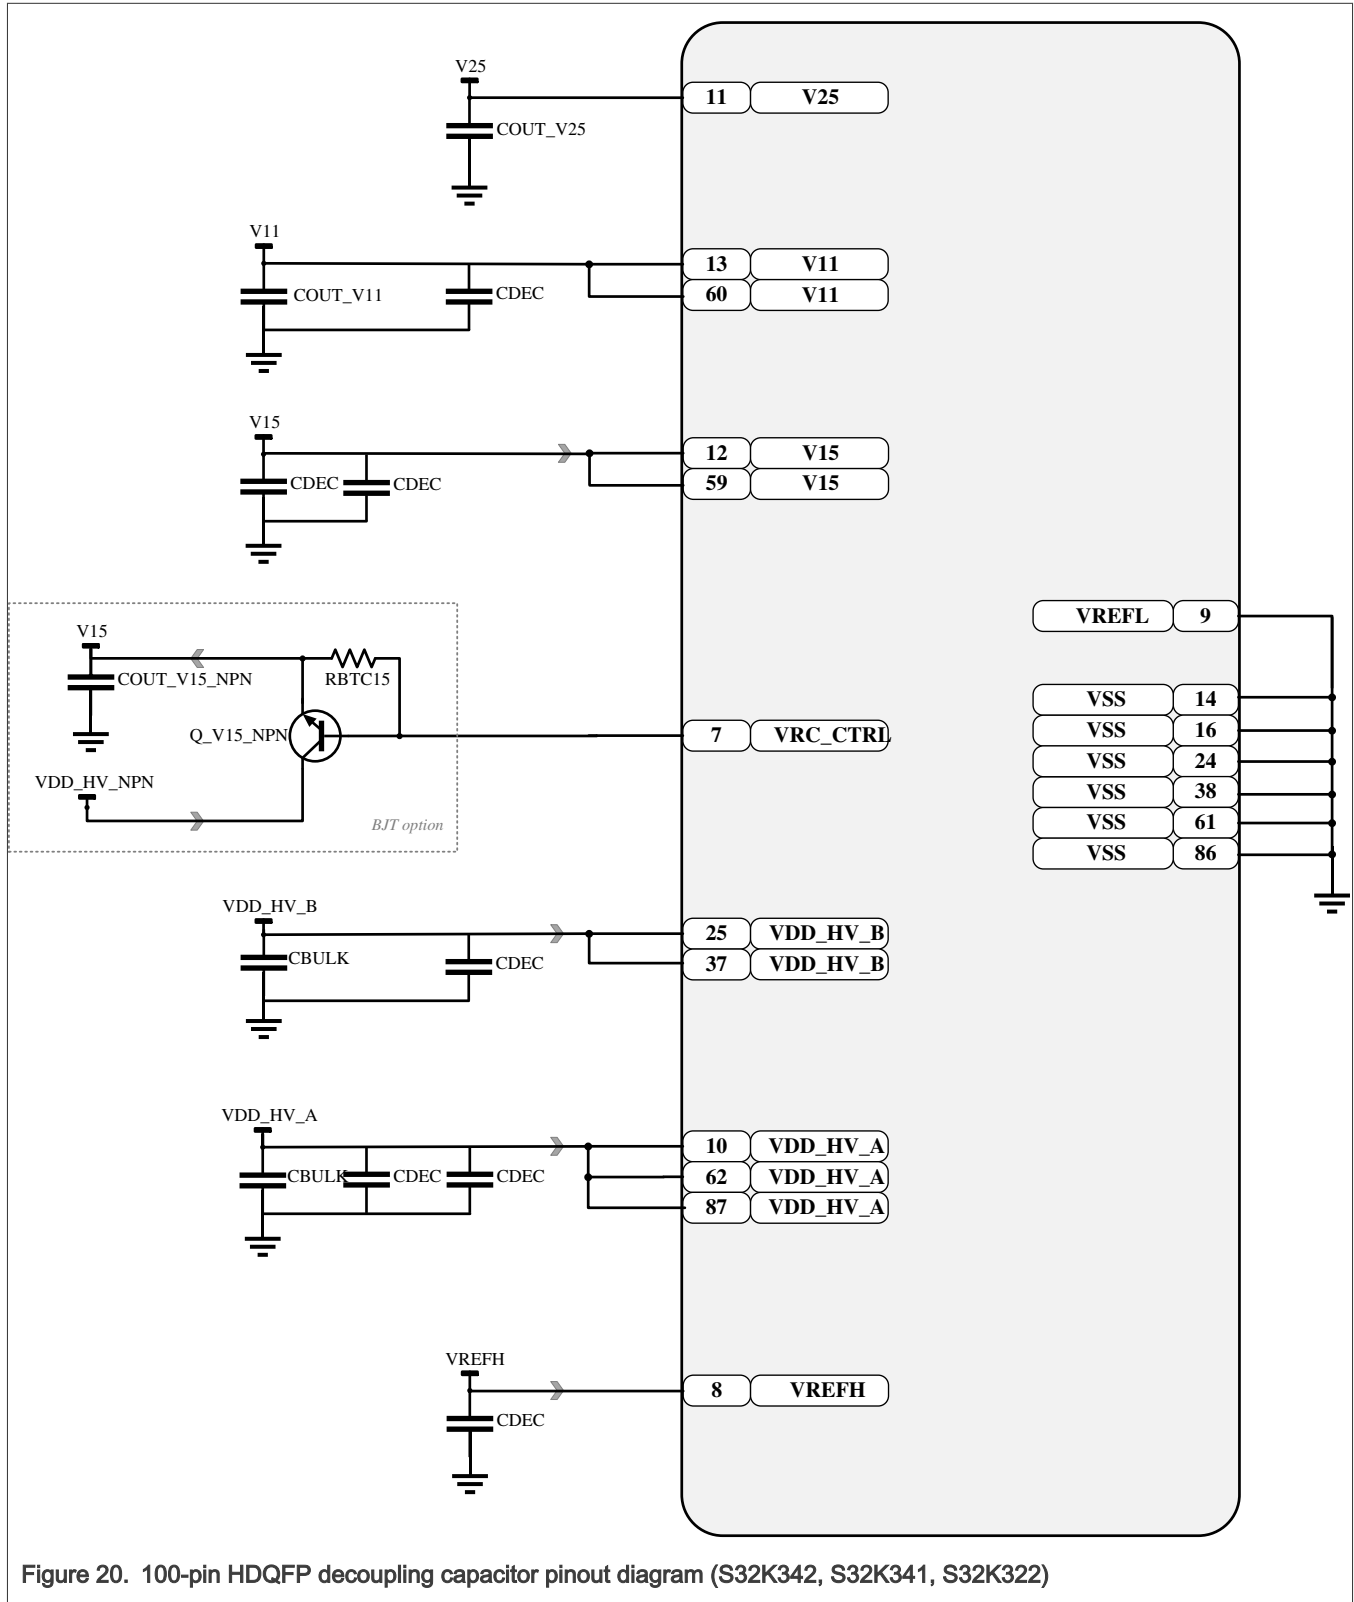 V25
11 V25
COUT_V25
V11
13 V11
COUT_V11 CDEC 60 V11
V15
12 V15
CDEC CDEC 59 V15
VREFL 9
V15
COUT_V15_NPN RBTC15
VSS 14
Q_V15_NPN 7 VRC_CTRL VSS 16
VSS 24
VDD_HV_NPN VSS 38
BJT option VSS 61
VSS 86
VDD_HV_B
25 VDD_HV_B
CBULK CDEC 37 VDD_HV_B
VDD_HV_A
10 VDD_HV_A
CBULK CDEC CDEC 62 VDD_HV_A
87 VDD_HV_A
VREFH
8 VREFH
CDEC
Figure 20. 100-pin HDQFP decoupling capacitor pinout diagram (S32K342, S32K341, S32K322)